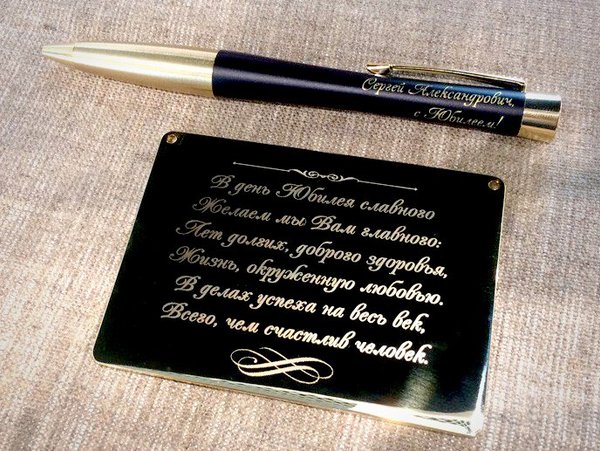 Сергей Александрович,
с Юбилеем!
В день Юбилея славного
Желаем мы Вам главного:
Лет долгих, доброго здоровья,
Жизнь, окруженную любовью.
В делах успеха на весь век,
Всего, чем счастлив человек.